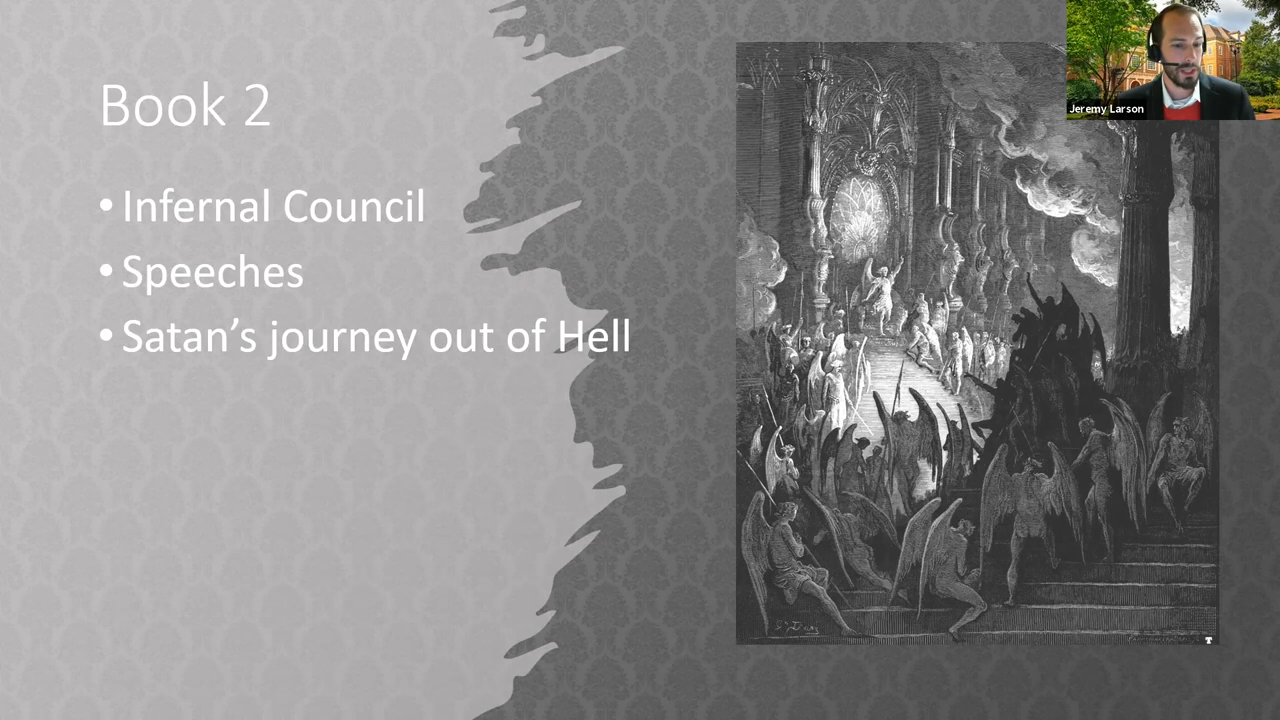 Book 2
• Infernal Council
• Speeches
• Satan’s journey out of Hell
Jeremy Larson